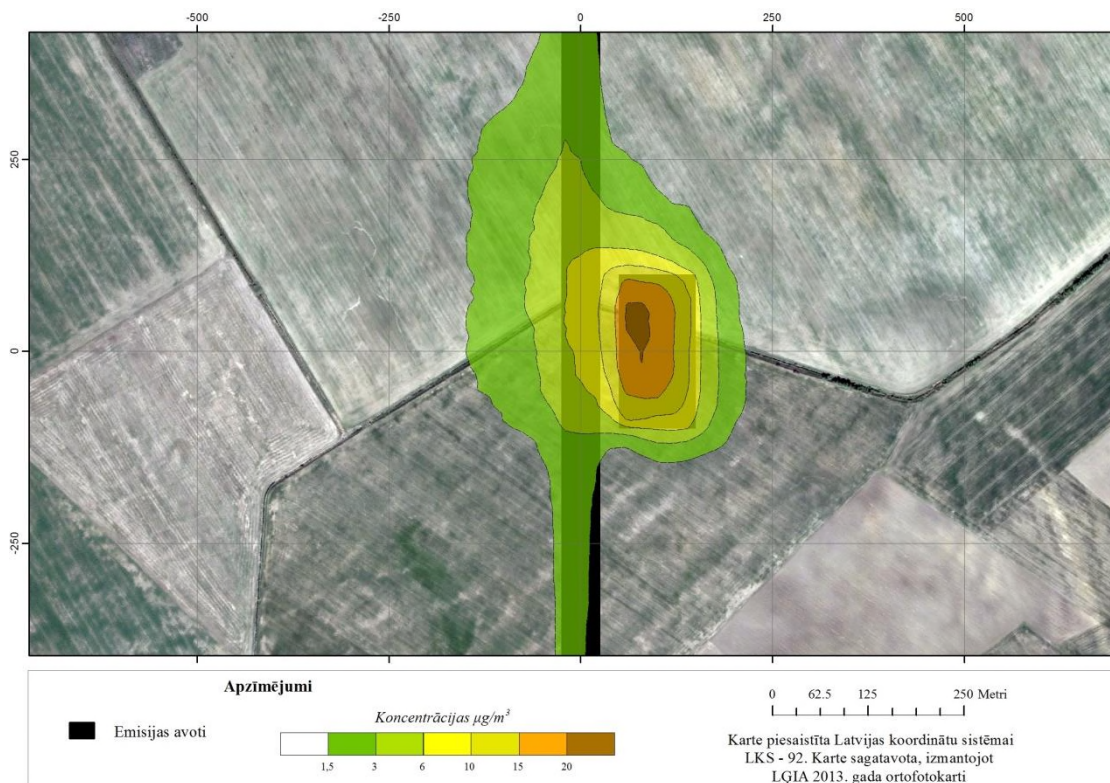 -500 -250 0 250 500
250
0
-250
Apzīmējumi
Emisijas avoti
Koncentrācijas µg/m³
1,5 3 6 10 15 20
0 62.5 125 250 Metri
Karte piesaistīta Latvijas koordinātu sistēmai
LKS - 92. Karte sagatavota, izmantojot
LĢIA 2013. gada ortofotokarti